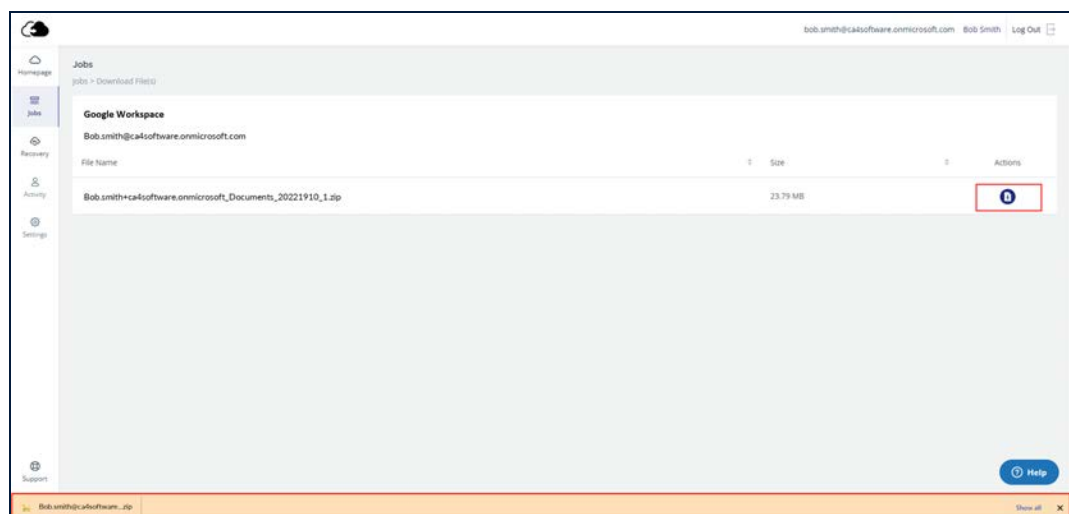 bob.smith@ca4software.onmicrosoft.com Bob Smith Log Out
Homepage
Jobs
Recovery
Activity
Settings
Support
Jobs
Jobs > Download File(s)
Google Workspace
Bob.smith@ca4software.onmicrosoft.com
File Name Size Actions
Bob.smith+ca4software.onmicrosoft_Documents_20221910_1.zip 23.79 MB
Help
Bob.smith@ca4software...zip Show all